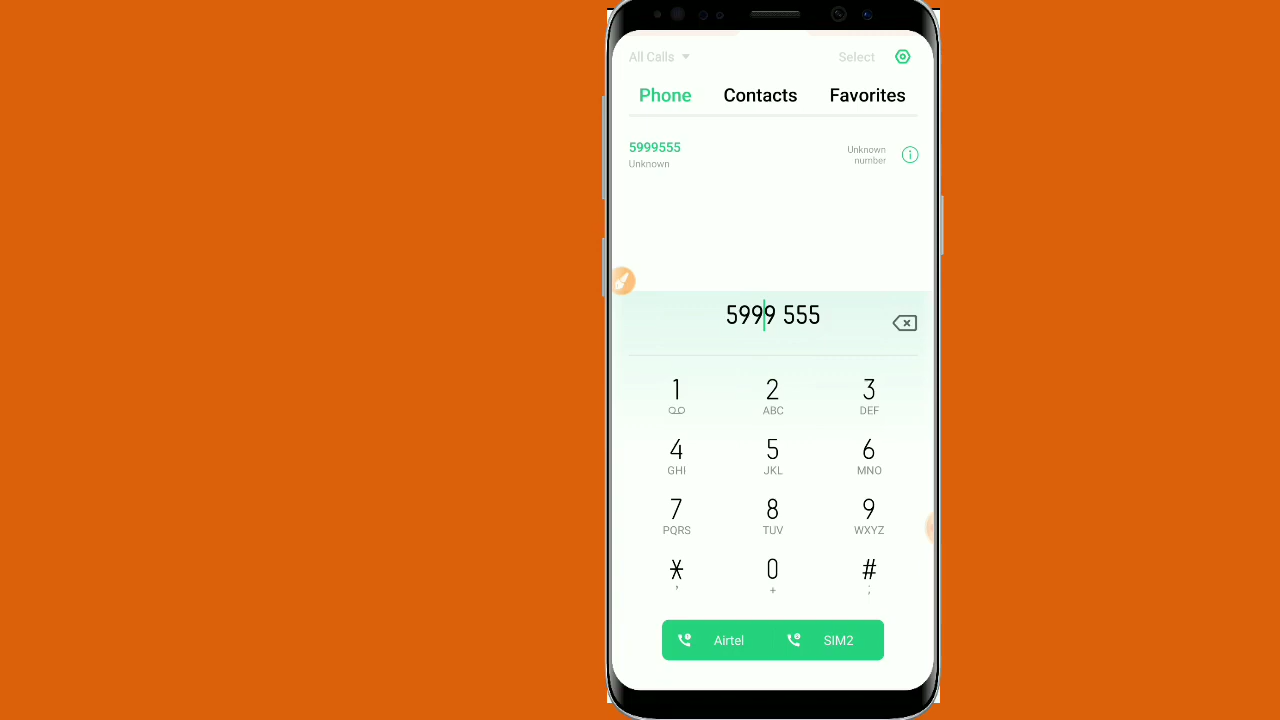 All Calls Select
Phone Contacts Favorites
5999555
Unknown
Unknown
number
5999 555
1 2 3
ABC DEF
4 5 6
GHI JKL MNO
7 8 9
PQRS TUV WXYZ
* 0 #
, + ;
Airtel SIM2